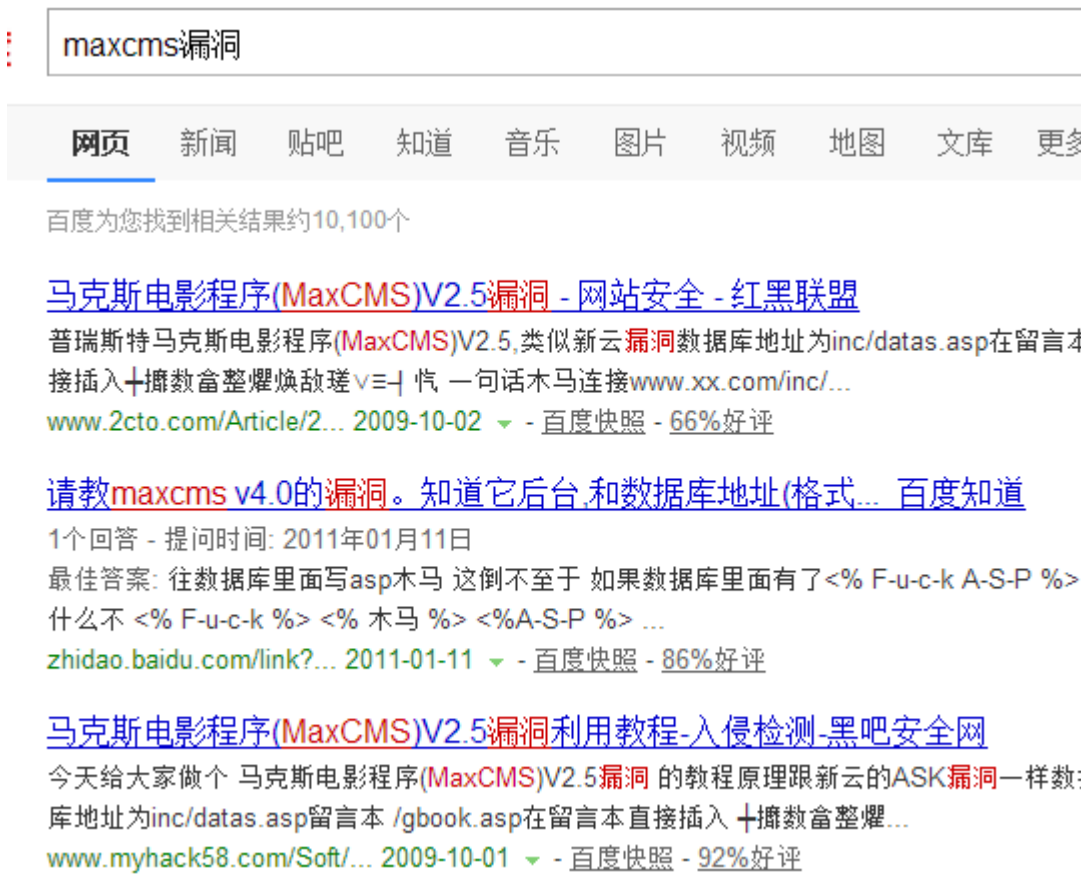 maxcms漏洞
网页 新闻 贴吧 知道 音乐 图片 视频 地图 文库 更多
百度为您找到相关结果约10,100个
马克斯电影程序(MaxCMS)V2.5漏洞 - 网站安全 - 红黑联盟
普瑞斯特马克斯电影程序(MaxCMS)V2.5,类似新云漏洞数据库地址为inc/datas.asp在留言本
接插入┼攠数畣整爠焕敌瑳∨≡┤忾 一句话木马连接www.xx.com/inc/...
www.2cto.com/Article/2... 2009-10-02 - 百度快照 - 66%好评
请教maxcms v4.0的漏洞。知道它后台,和数据库地址(格式... 百度知道
1个回答 - 提问时间: 2011年01月11日
最佳答案: 往数据库里面写asp木马 这倒不至于 如果数据库里面有了<% F-u-c-k A-S-P %>
什么不 <% F-u-c-k %> <% 木马 %> <%A-S-P %> ...
zhidao.baidu.com/link?... 2011-01-11 - 百度快照 - 86%好评
马克斯电影程序(MaxCMS)V2.5漏洞利用教程-入侵检测-黑吧安全网
今天给大家做个 马克斯电影程序(MaxCMS)V2.5漏洞 的教程原理跟新云的ASK漏洞一样数
库地址为inc/datas.asp留言本 /gbook.asp在留言本直接插入 ┼攠数畣整爠...
www.myhack58.com/Soft/... 2009-10-01 - 百度快照 - 92%好评